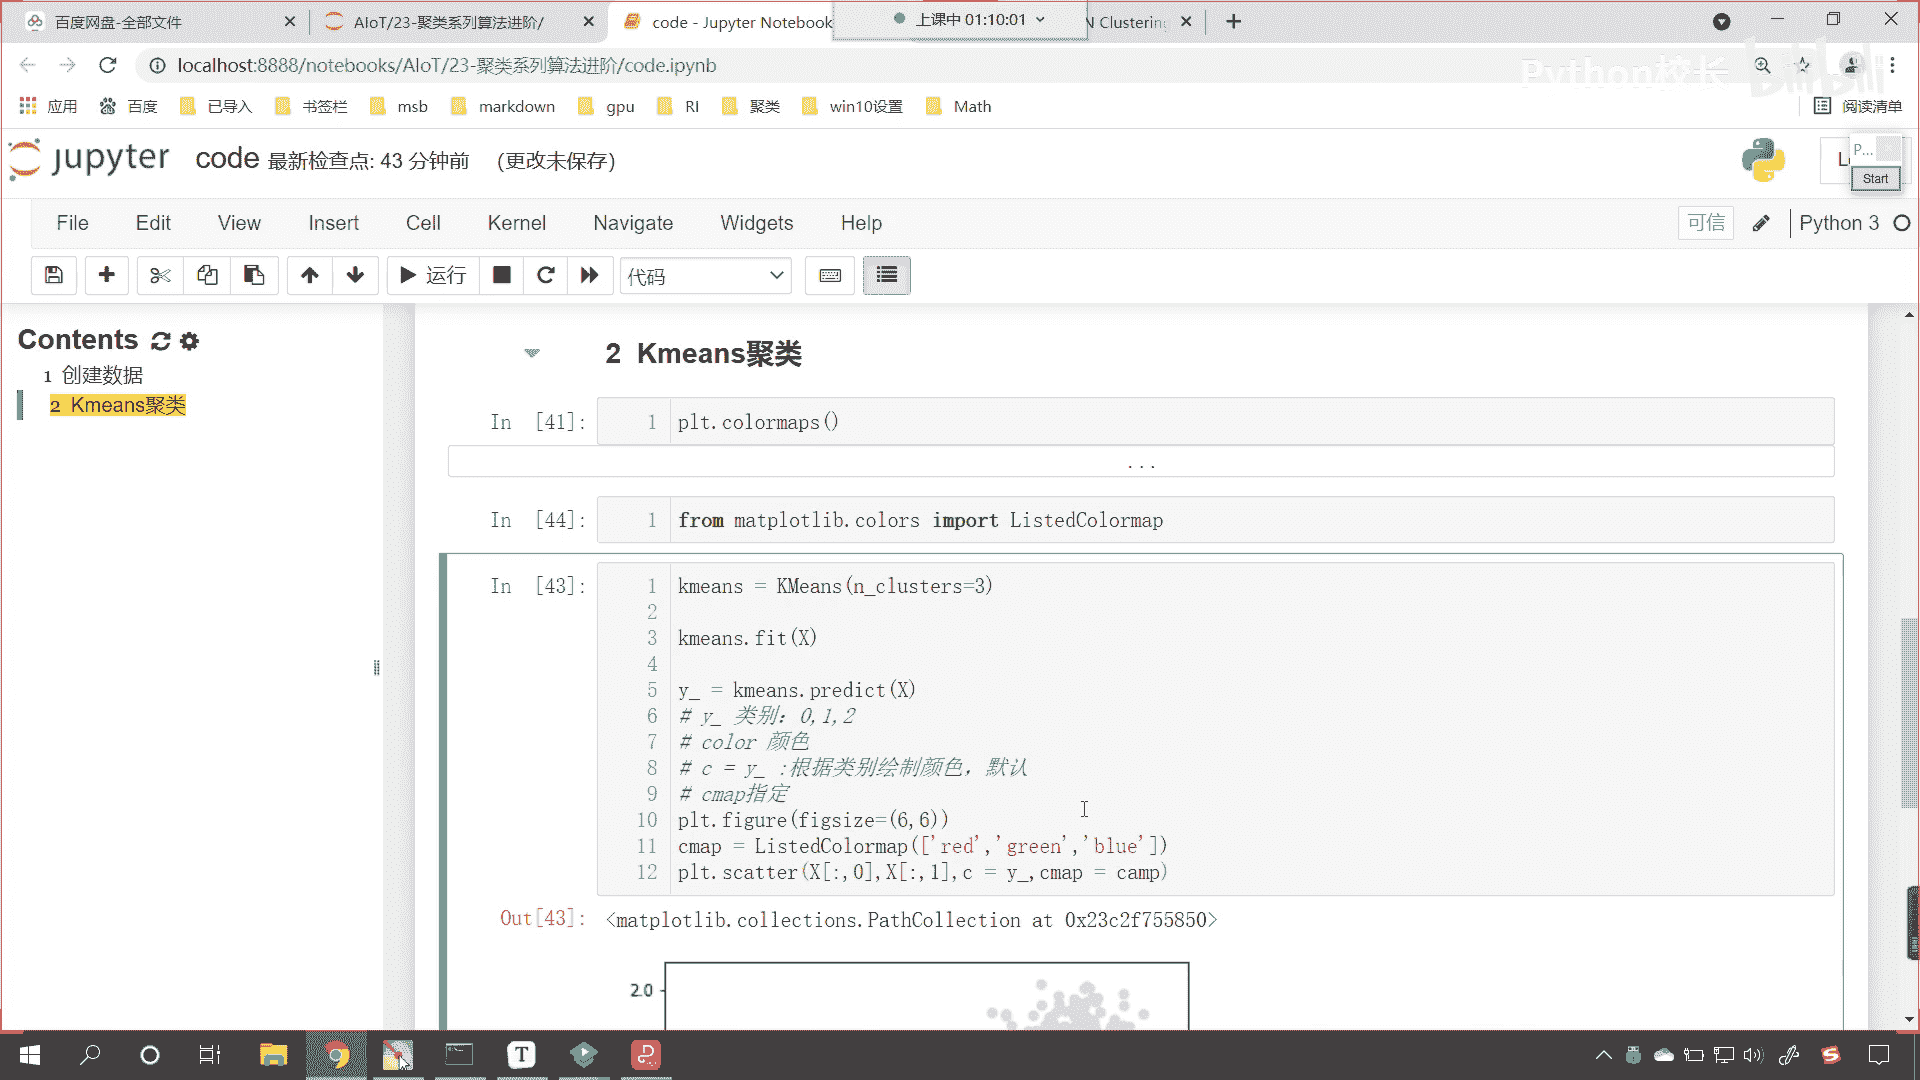 百度网盘-全部文件
AIoT/23-聚类系列算法进阶/
code - Jupyter Notebook
上课中 01:10:01
N Clustering
localhost:8888/notebooks/AIoT/23-聚类系列算法进阶/code.ipynb
Python校长
bilibili
应用
百度
已导入
书签栏
msb
markdown
gpu
RI
聚类
win10设置
Math
阅读清单
jupyter
code 最新检查点: 43 分钟前 (更改未保存)
P...
Start
File
Edit
View
Insert
Cell
Kernel
Navigate
Widgets
Help
可信
Python 3
运行
代码
Contents
1 创建数据
2 Kmeans聚类
2 Kmeans聚类
In [41]:
1 plt.colormaps()
...
In [44]:
1 from matplotlib.colors import ListedColormap
In [43]:
1 kmeans = KMeans(n_clusters=3)
2
3 kmeans.fit(X)
4
5 y_ = kmeans.predict(X)
6 # y_ 类别：0,1,2
7 # color 颜色
8 # c = y_ :根据类别绘制颜色，默认
9 # cmap指定
10 plt.figure(figsize=(6,6))
11 cmap = ListedColormap(['red','green','blue'])
12 plt.scatter(X[:,0],X[:,1],c = y_,cmap = camp)
Out[43]: <matplotlib.collections.PathCollection at 0x23c2f755850>
2.0